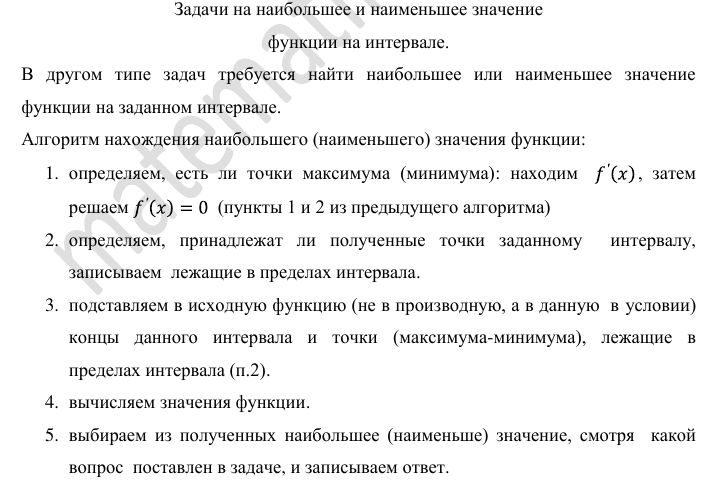 Задачи на наибольшее и наименьшее значение
функции на интервале.
В другом типе задач требуется найти наибольшее или наименьшее значение
функции на заданном интервале.
Алгоритм нахождения наибольшего (наименьшего) значения функции:
1. определяем, есть ли точки максимума (минимума): находим f′(x), затем
решаем f′(x) = 0 (пункты 1 и 2 из предыдущего алгоритма)
2. определяем, принадлежат ли полученные точки заданному интервалу,
записываем лежащие в пределах интервала.
3. подставляем в исходную функцию (не в производную, а в данную в условии)
концы данного интервала и точки (максимума-минимума), лежащие в
пределах интервала (п.2).
4. вычисляем значения функции.
5. выбираем из полученных наибольшее (наименьше) значение, смотря какой
вопрос поставлен в задаче, и записываем ответ.